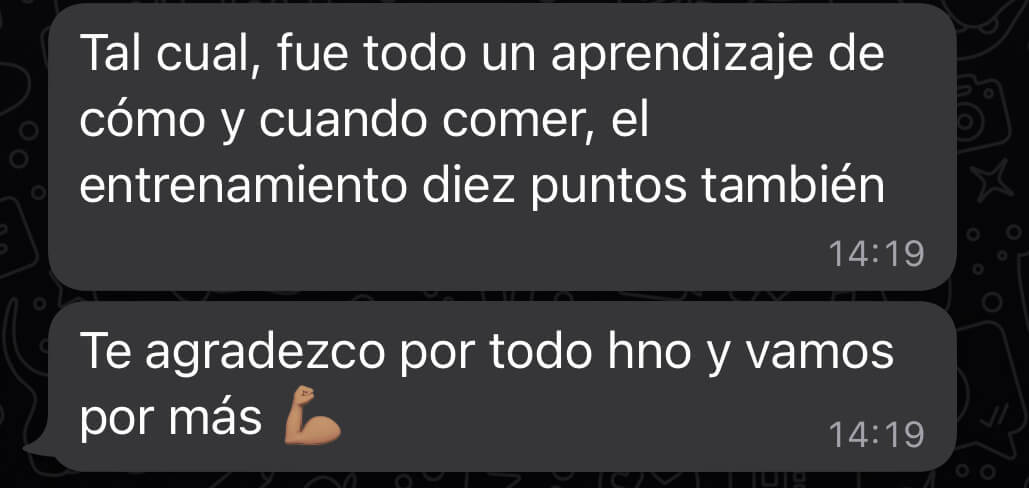 Tal cual, fue todo un aprendizaje de
cómo y cuando comer, el
entrenamiento diez puntos también
14:19
Te agradezco por todo hno y vamos
por más 💪🏽
14:19